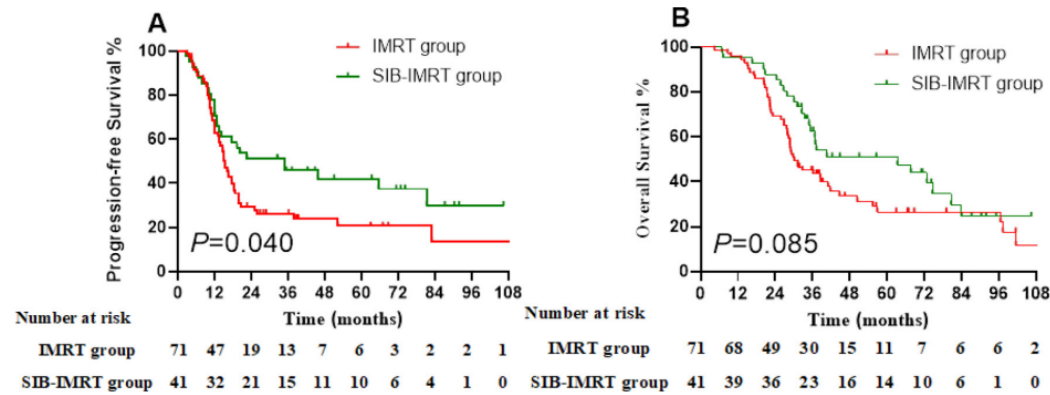 A
IMRT group
SIB-IMRT group
Progression-free Survival %
100
80
60
40
20
0
P=0.040
0 12 24 36 48 60 72 84 96 108
Time (months)
Number at risk
IMRT group 71 47 19 13 7 6 3 2 2 1
SIB-IMRT group 41 32 21 15 11 10 6 4 1 0
B
IMRT group
SIB-IMRT group
Overall Survival %
100
80
60
40
20
0
P=0.085
0 12 24 36 48 60 72 84 96 108
Time (months)
Number at risk
IMRT group 71 68 49 30 15 11 7 6 6 2
SIB-IMRT group 41 39 36 23 16 14 10 6 1 0